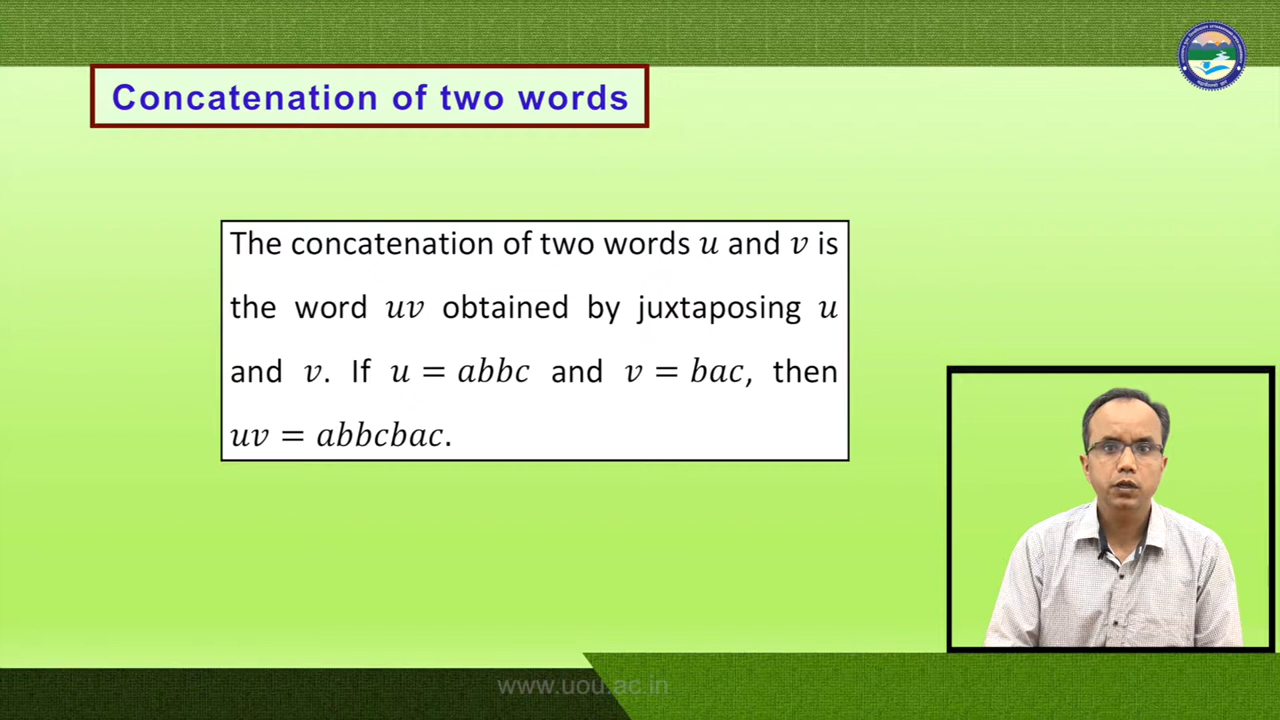 Concatenation of two words
The concatenation of two words u and v is
the word uv obtained by juxtaposing u
and v. If u = abbc and v = bac, then
uv = abbcbac.
www.uou.ac.in